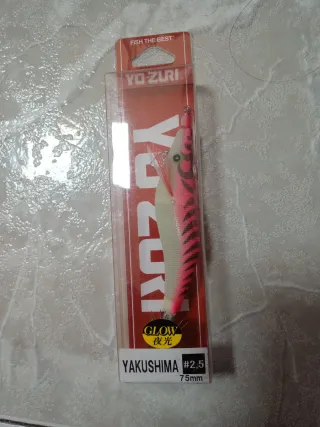 FISH THE BEST
YO-ZURI
YO-ZURI
GLOW
夜光
YAKUSHIMA #2,5
75mm